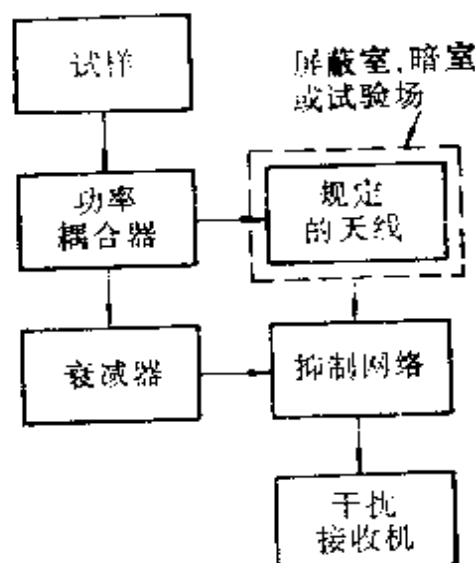 试样
屏蔽室,暗室
或试验场
功率
耦合器
规定
的天线
衰减器
抑制网络
干扰
接收机